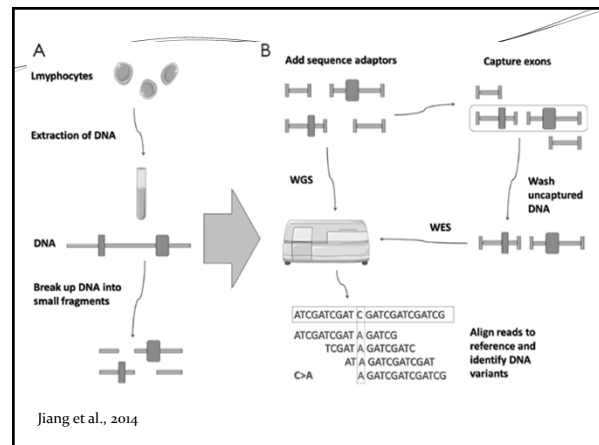 A
Lmyphocytes
Extraction of DNA
DNA
Break up DNA into
small fragments
B
Add sequence adaptors
Capture exons
WGS
Wash
uncaptured
DNA
WES
ATCGATCGAT C GATCGATCGATCG
ATCGATCGAT A GATCG
TCGAT A GATCGATC
AT A GATCGATCGAT
C>A A GATCGATCGATCG
Align reads to
reference and
identify DNA
variants
Jiang et al., 2014